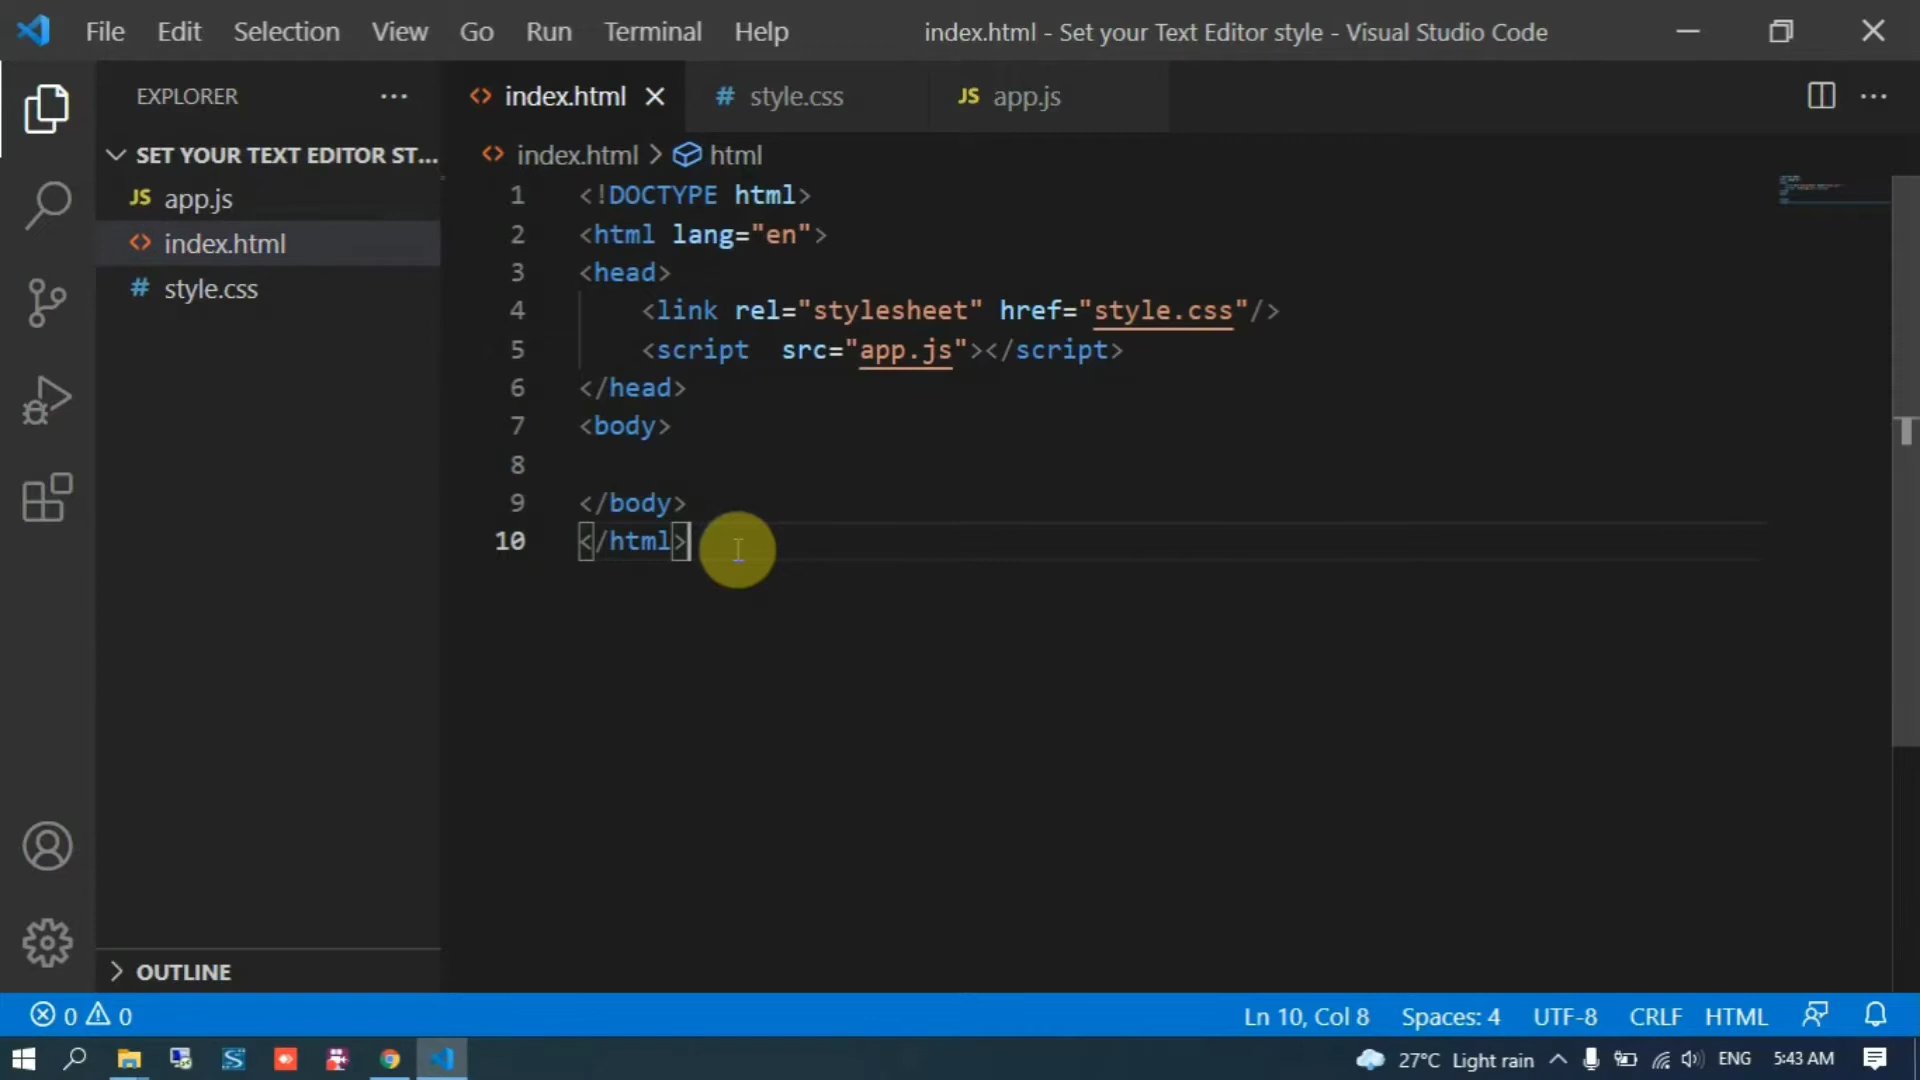 File Edit Selection View Go Run Terminal Help index.html - Set your Text Editor style - Visual Studio Code
EXPLORER
SET YOUR TEXT EDITOR ST...
JS app.js
<> index.html
# style.css
OUTLINE
<> index.html # style.css JS app.js
<> index.html > html
1 <!DOCTYPE html>
2 <html lang="en">
3 <head>
4     <link rel="stylesheet" href="style.css"/>
5     <script  src="app.js"></script>
6 </head>
7 <body>
8
9 </body>
10 </html>
0 0 Ln 10, Col 8 Spaces: 4 UTF-8 CRLF HTML
27°C Light rain ENG 5:43 AM